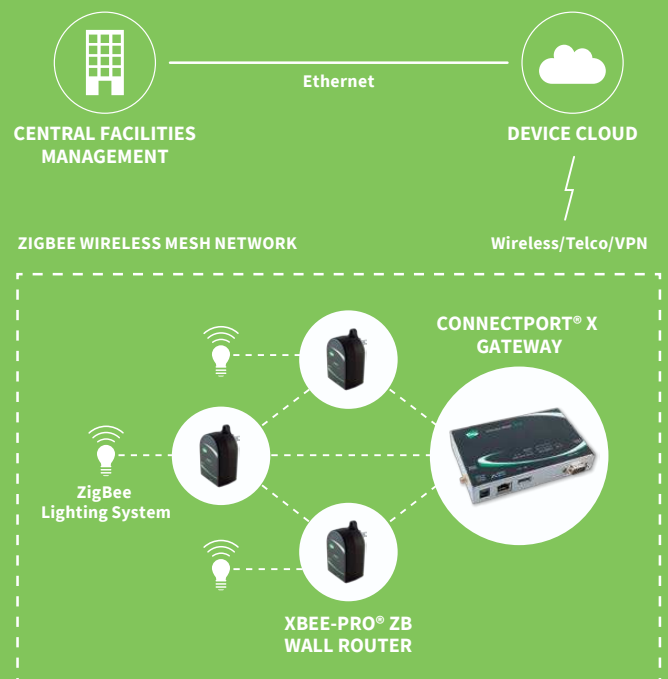 Ethernet
CENTRAL FACILITIES
MANAGEMENT
DEVICE CLOUD
ZIGBEE WIRELESS MESH NETWORK
Wireless/Telco/VPN
CONNECTPORT® X
GATEWAY
ZigBee
Lighting System
XBEE-PRO® ZB
WALL ROUTER